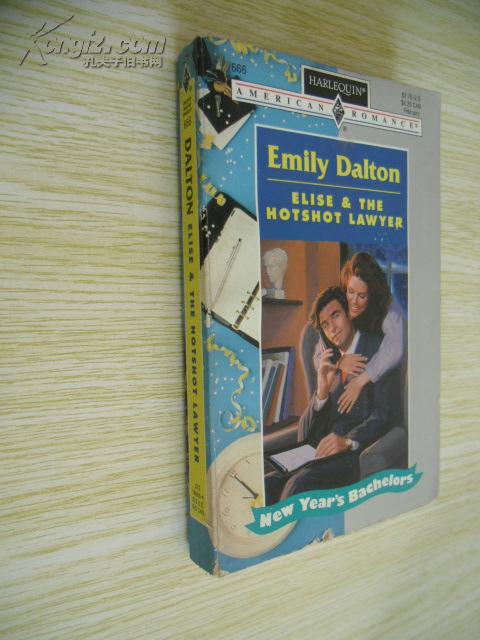 Kongfz.com
孔夫子旧书网
666
HARLEQUIN®
AMERICAN ROMANCE®
February
Emily Dalton
ELISE & THE
HOTSHOT LAWYER
New Year's Bachelors
DALTON ELISE & THE HOTSHOT LAWYER